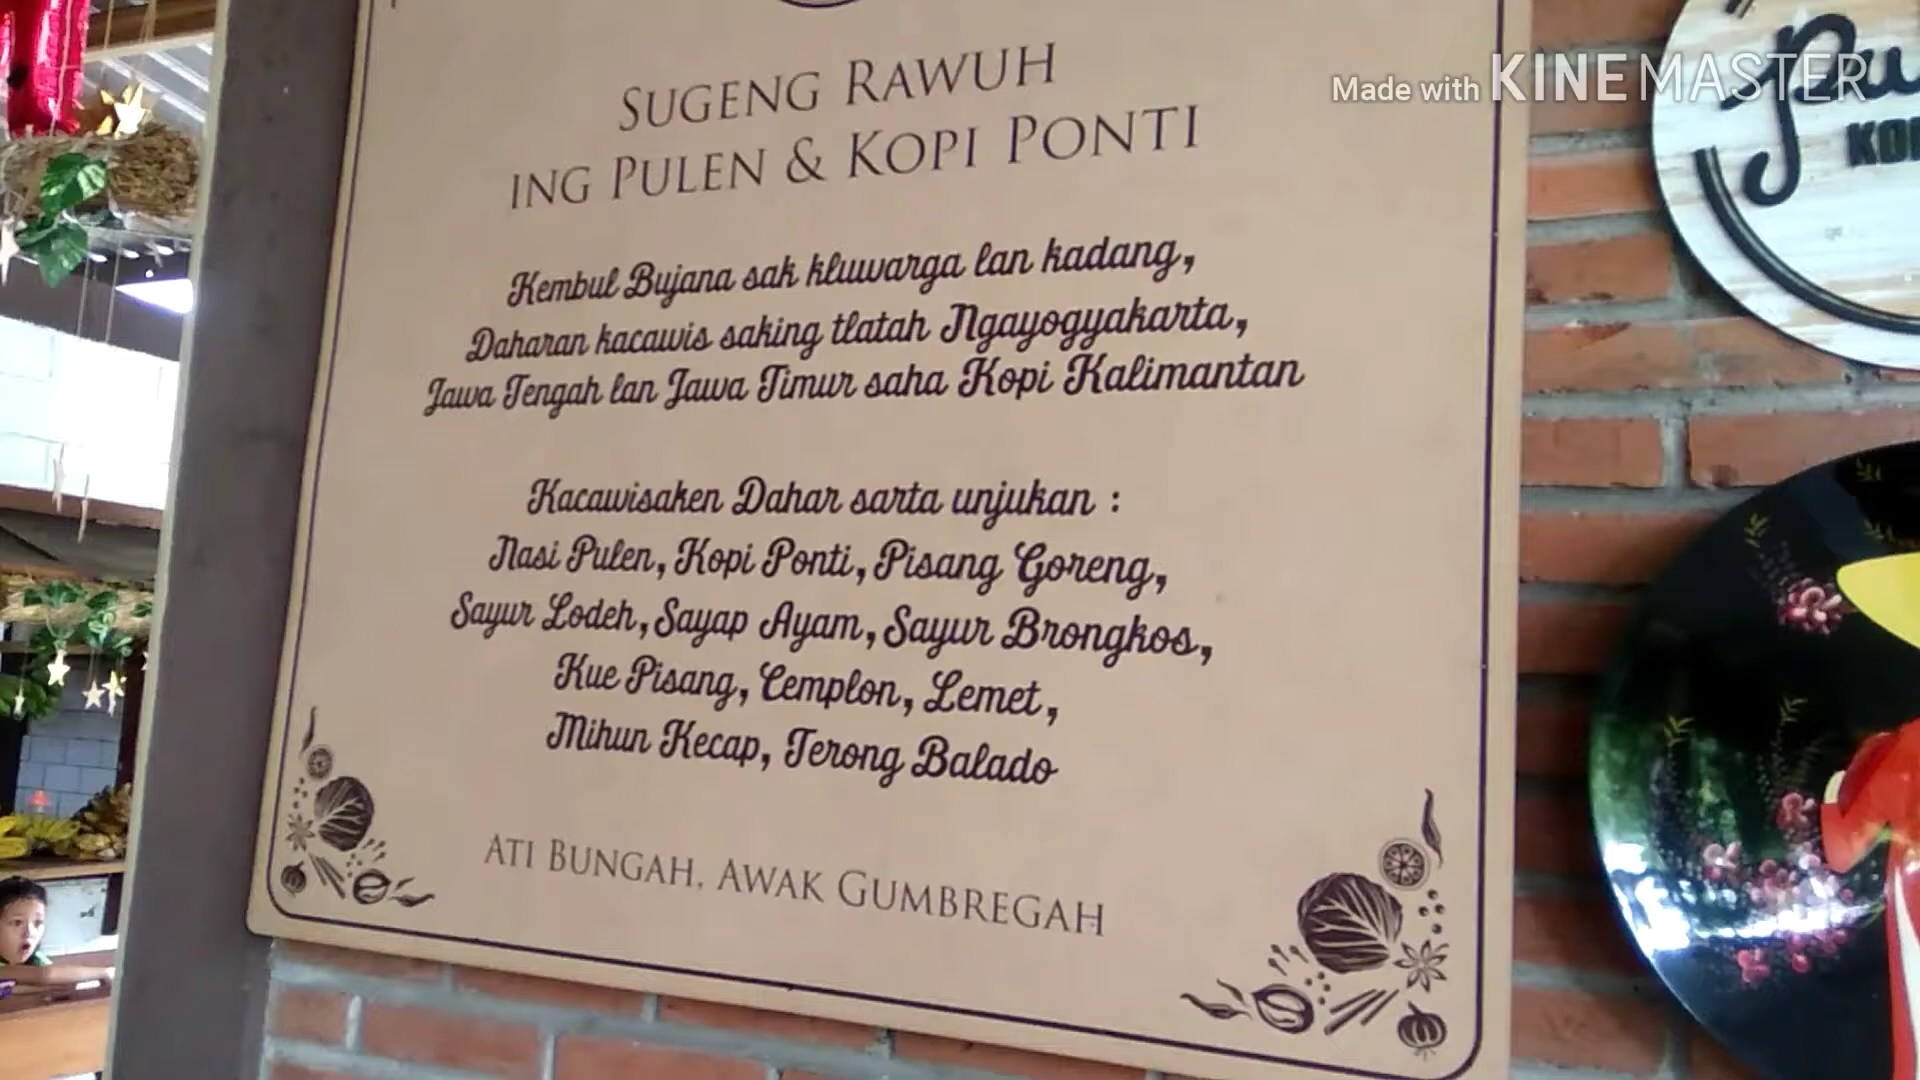 SUGENG RAWUH
ING PULEN & KOPI PONTI
Kembul Bujana sak kluwarga lan kadang,
Daharan kacawis saking tlatah Ngayogyakarta,
Jawa Tengah lan Jawa Timur saha Kopi Kalimantan
Kacawisaken Dahar sarta unjukan :
Nasi Pulen, Kopi Ponti, Pisang Goreng,
Sayur Lodeh, Sayap Ayam, Sayur Brongkos,
Kue Pisang, Cemplon, Lemet,
Mihun Kecap, Terong Balado
ATI BUNGAH, AWAK GUMBREGAH
Made with KINEMASTER